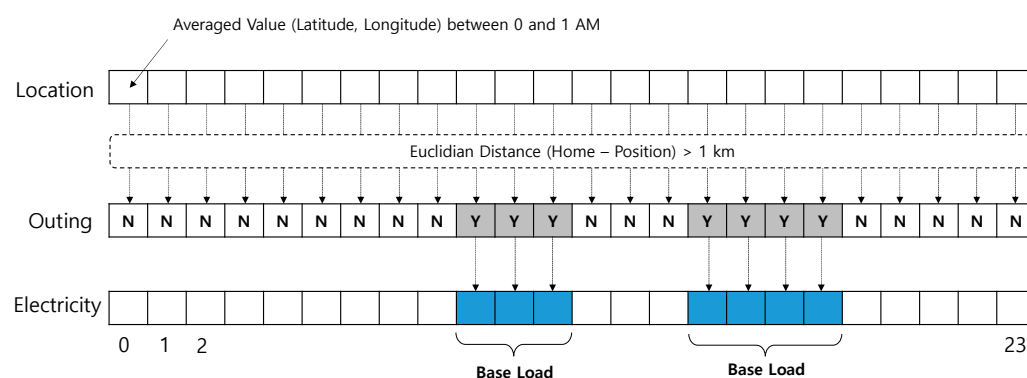 Averaged Value (Latitude, Longitude) between 0 and 1 AM
Location
Euclidian Distance (Home – Position) > 1 km
Outing N N N N N N N N N Y Y Y N N N Y Y Y Y N N N N N
Electricity
0 1 2 23
Base Load Base Load